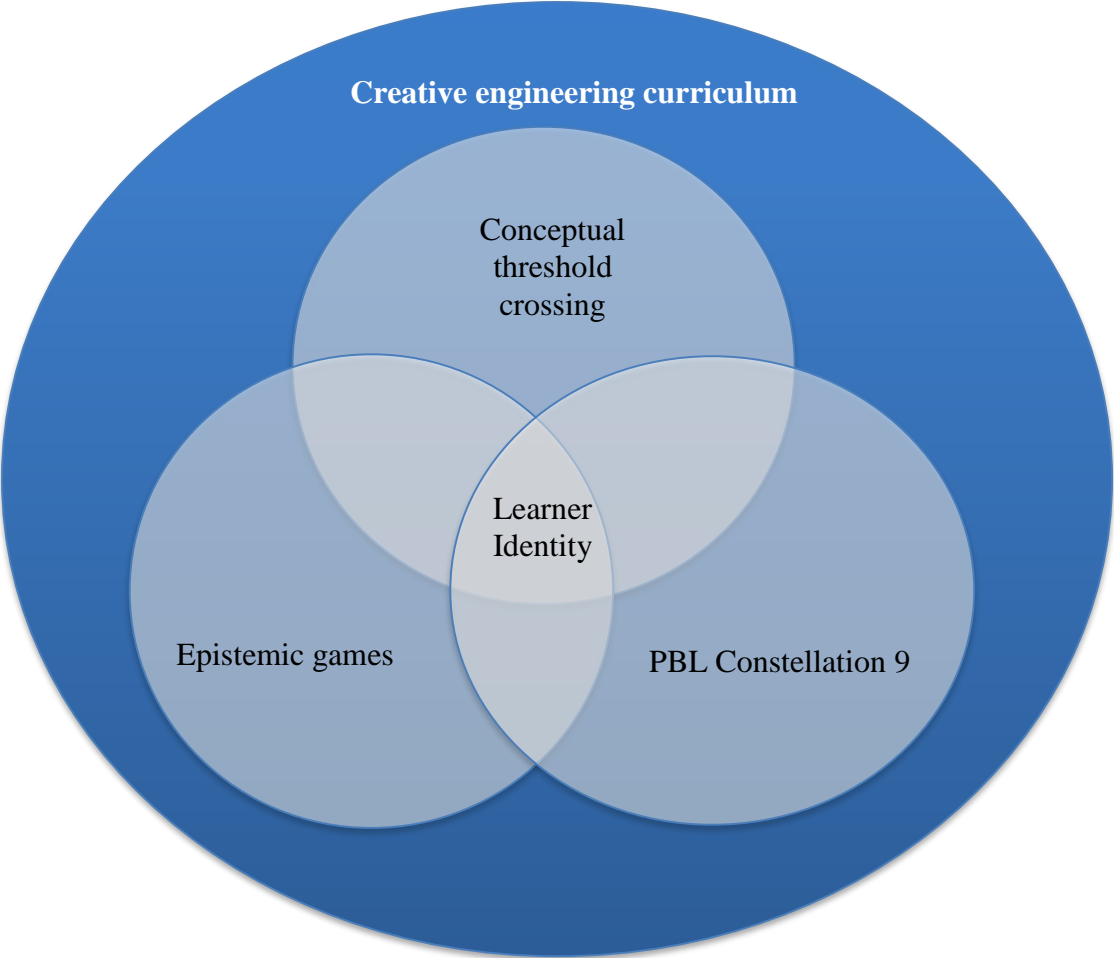 Creative engineering curriculum
Conceptual
threshold
crossing
Learner
Identity
Epistemic games
PBL Constellation 9